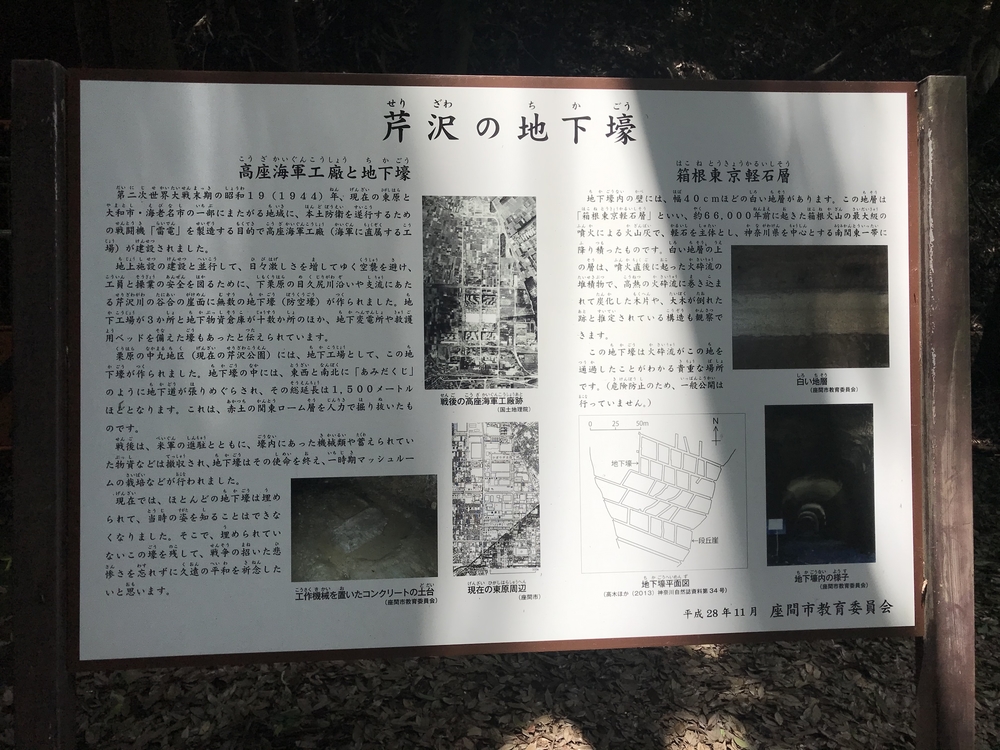 芹沢の地下壕
高座海軍工廠と地下壕
第二次世界大戦末期の昭和19（1944）年、現在の東原と
大和市・海老名市の一部にまたがる地域に、本土防衛を遂行するため
の戦闘機「雷電」を製造する目的で高座海軍工廠（海軍に直属する工
場）が建設されました。
地上施設の建設と並行して、日々激しさを増してゆく空襲を避け、
工員と操業の安全を図るために、下栗原の目久尻川沿いや支流にあた
る芹沢川の谷合の崖面に無数の地下壕（防空壕）が作られました。地
下工場が3か所と地下物資倉庫が十数か所のほか、地下変電所や救護
用ベッドを備えた壕もあったと伝えられています。
栗原の中丸地区（現在の芹沢公園）には、地下工場として、この地
下壕が作られました。地下壕の中には、東西と南北に「あみだくじ」
のように地下道が張りめぐらされ、その総延長は1,500メートル
ほどとなります。これは、赤土の関東ローム層を人力で掘り抜いたも
のです。
戦後は、米軍の進駐とともに、壕内にあった機械類や蓄えられてい
た物資などは撤収され、地下壕はその使命を終え、一時期マッシュルー
ムの栽培などが行われました。
現在では、ほとんどの地下壕は埋め
られて、当時の姿を知ることはできな
くなりました。そこで、埋められてい
ないこの壕を残して、戦争の招いた悲
惨さを忘れずに久遠の平和を祈念した
いと思います。
工作機械を置いたコンクリートの土台
（座間市教育委員会）
戦後の高座海軍工廠跡
（国土地理院）
現在の東原周辺
（座間市）
箱根東京軽石層
地下壕内の壁には、幅40cmほどの白い地層があります。この地層は
「箱根東京軽石層」といい、約66,000年前に起きた箱根火山の最大級の
噴火による火山灰で、軽石を主体とし、神奈川県を中心とする南関東一帯に
降り積ったものです。白い地層の上
の層は、噴火直後に起った火砕流の
堆積物で、高熱の火砕流に巻き込ま
れて炭化した木片や、大木が倒れた
跡と推定されている構造も観察で
きます。
この地下壕は火砕流がこの地を
通過したことがわかる貴重な場所
です。（危険防止のため、一般公開は
行っていません。）
白い地層
（座間市教育委員会）
0 25 50m
N
地下壕
段丘崖
地下壕平面図
（高木ほか（2013）神奈川自然誌資料第34号）
地下壕内の様子
（座間市教育委員会）
平成28年11月 座間市教育委員会